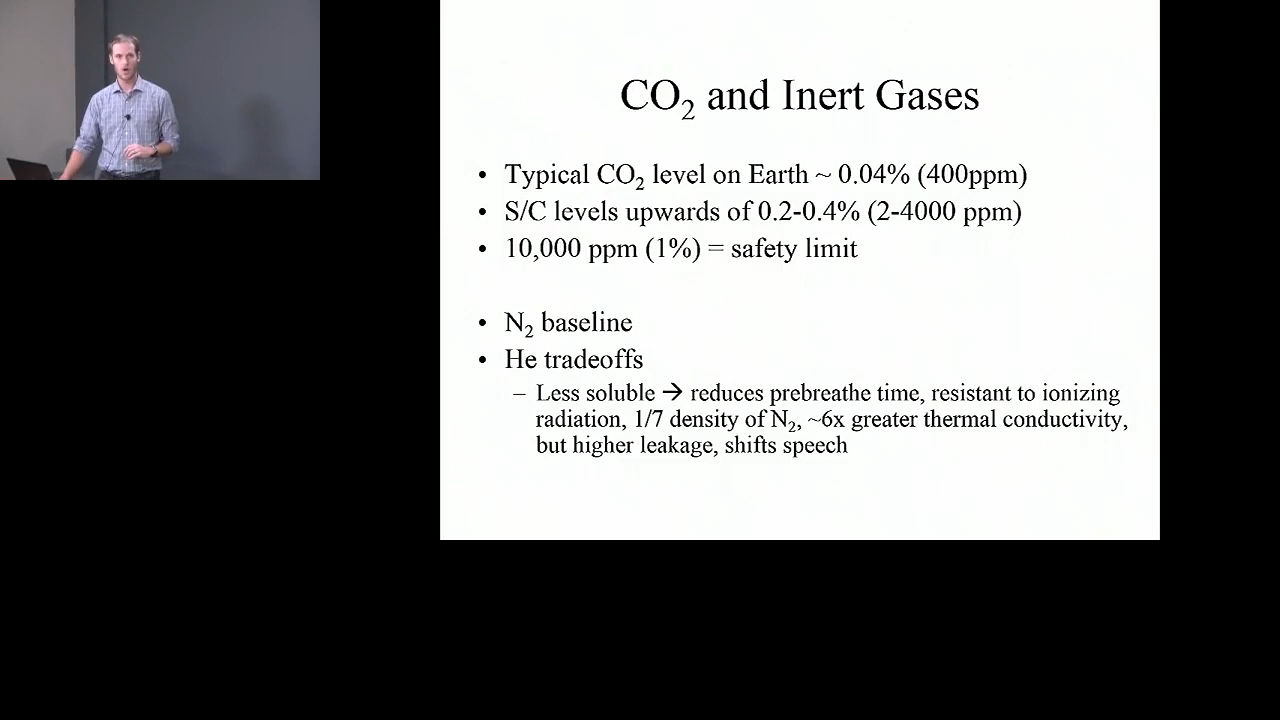 CO₂ and Inert Gases
• Typical CO₂ level on Earth ~ 0.04% (400ppm)
• S/C levels upwards of 0.2-0.4% (2-4000 ppm)
• 10,000 ppm (1%) = safety limit
• N₂ baseline
• He tradeoffs
– Less soluble → reduces prebreathe time, resistant to ionizing
radiation, 1/7 density of N₂, ~6x greater thermal conductivity,
but higher leakage, shifts speech